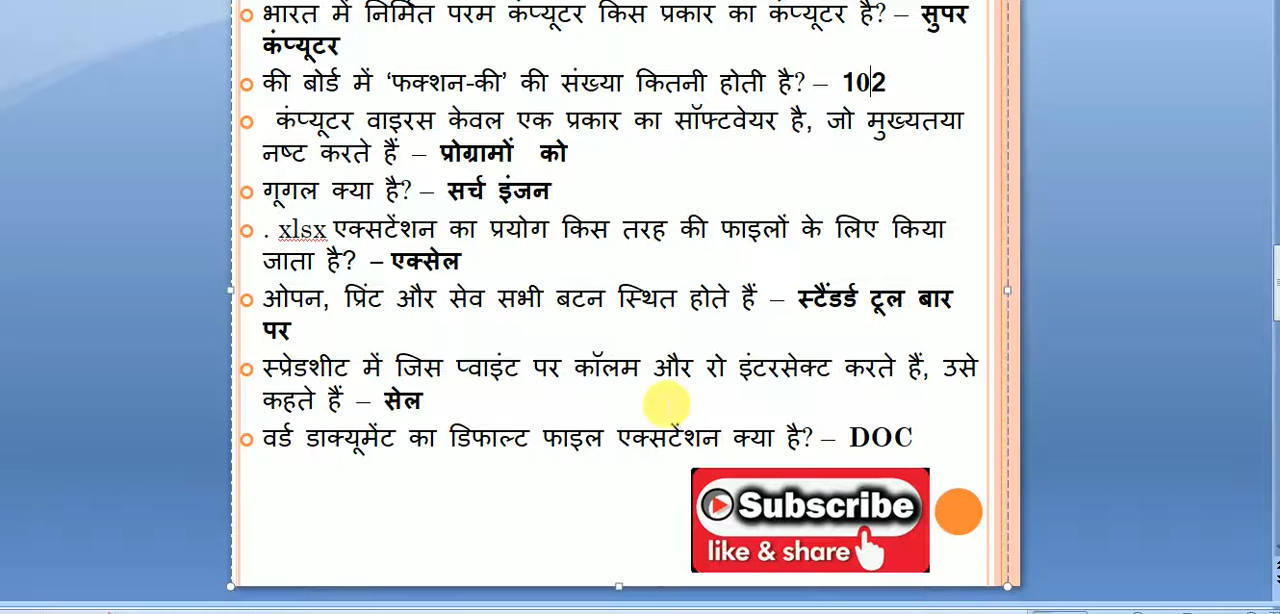 भारत में निर्मित परम कंप्यूटर किस प्रकार का कंप्यूटर है? – सुपर
कंप्यूटर
की बोर्ड में ‘फक्शन-की’ की संख्या कितनी होती है? – 102
कंप्यूटर वाइरस केवल एक प्रकार का सॉफ्टवेयर है, जो मुख्यतया
नष्ट करते हैं – प्रोग्रामों को
गूगल क्या है? – सर्च इंजन
. xlsx एक्सटेंशन का प्रयोग किस तरह की फाइलों के लिए किया
जाता है? – एक्सेल
ओपन, प्रिंट और सेव सभी बटन स्थित होते हैं – स्टैंडर्ड टूल बार
पर
स्प्रेडशीट में जिस प्वाइंट पर कॉलम और रो इंटरसेक्ट करते हैं, उसे
कहते हैं – सेल
वर्ड डाक्यूमेंट का डिफाल्ट फाइल एक्सटेंशन क्या है? – DOC
Subscribe
like & share